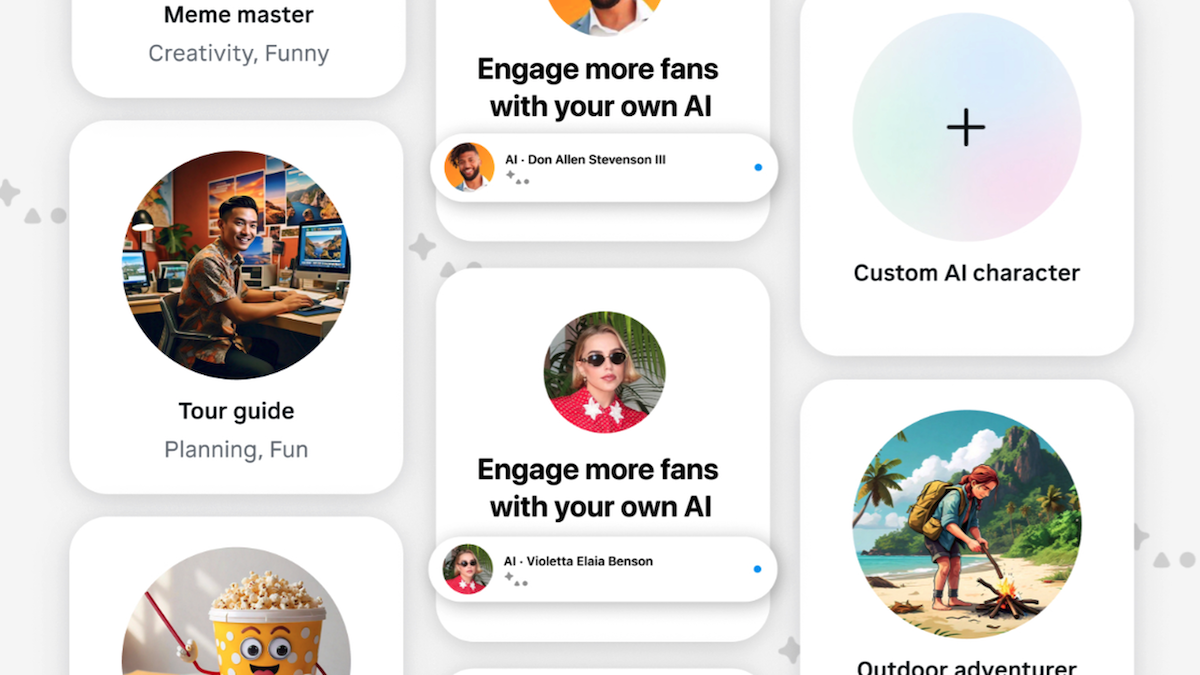 Meme master
Creativity, Funny
Tour guide
Planning, Fun
Engage more fans
with your own AI
AI · Don Allen Stevenson III
Engage more fans
with your own AI
AI · Violetta Elaia Benson
Custom AI character
Outdoor adventurer